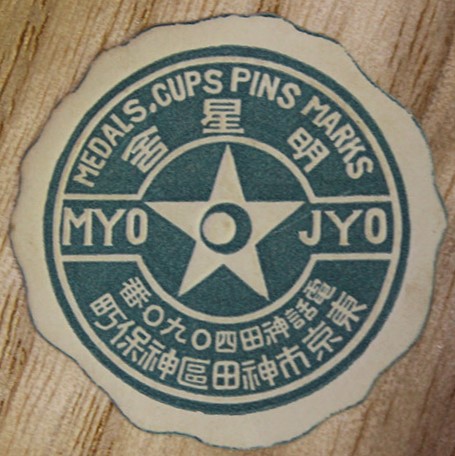 MEDALS, CUPS PINS MARKS
明星舎
MYO JYO
電話神田四〇九〇番
東京市神田區神保町